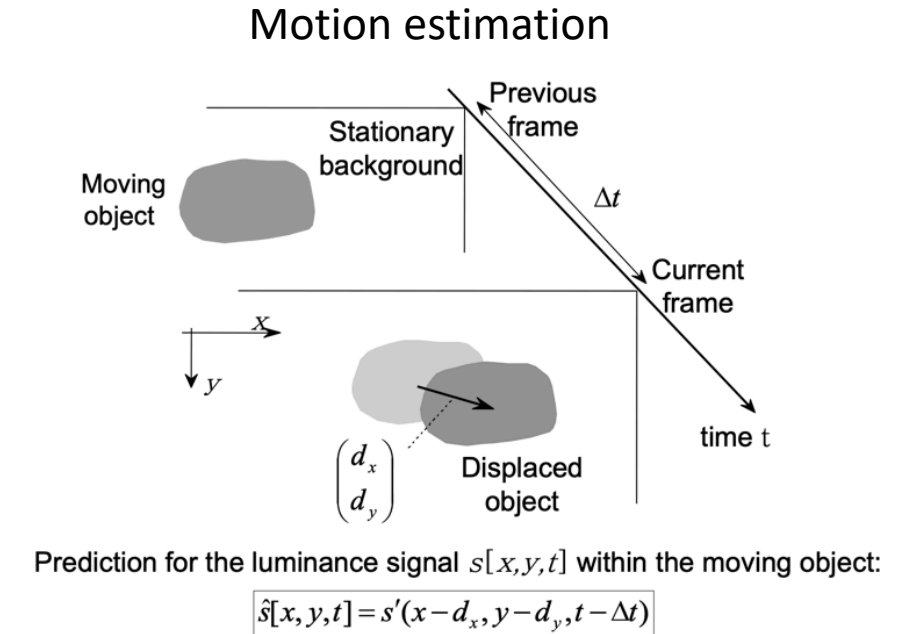 Motion estimation
Previous
frame
Stationary
background
Moving
object
Δt
Current
frame
x
y
time t
d_x
d_y
Displaced
object
Prediction for the luminance signal s[x,y,t] within the moving object:
ŝ[x,y,t]=s′(x−d_x,y−d_y,t−Δt)